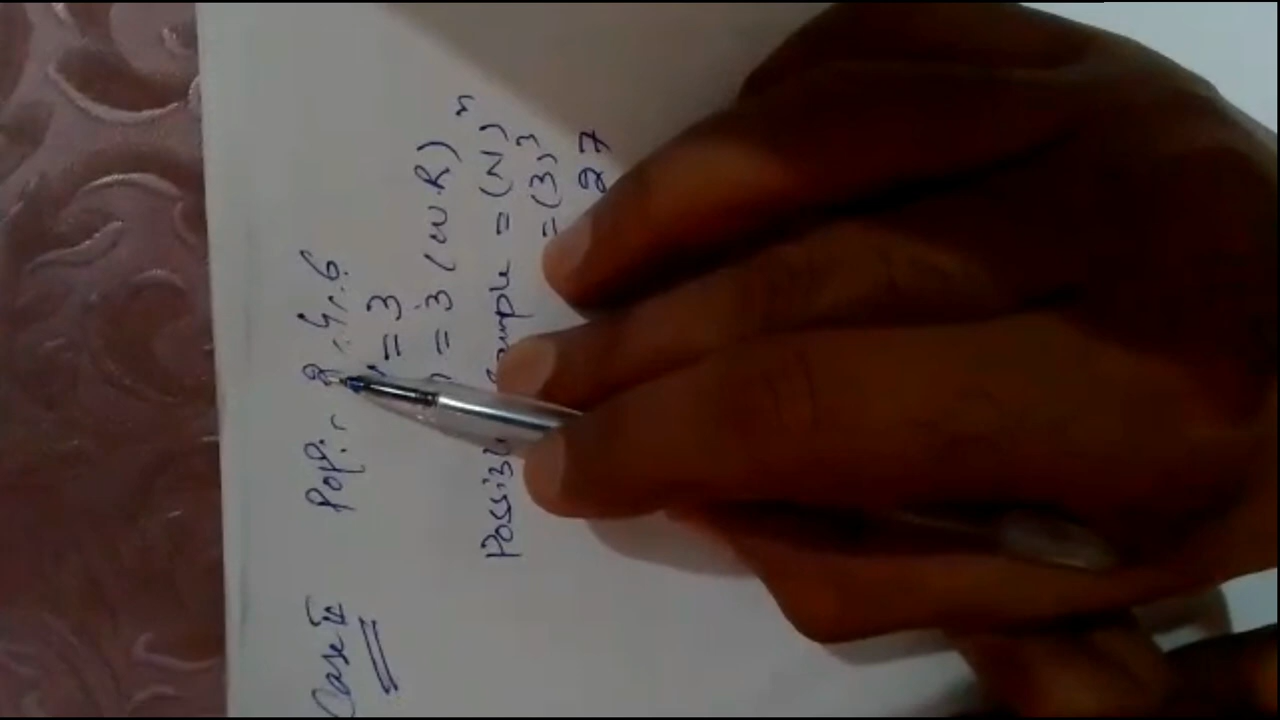 Case II Pop: 2, 4, 6
= 3
= 3 (W.R)
Possible Sample = (N)ⁿ
= (3)³
27